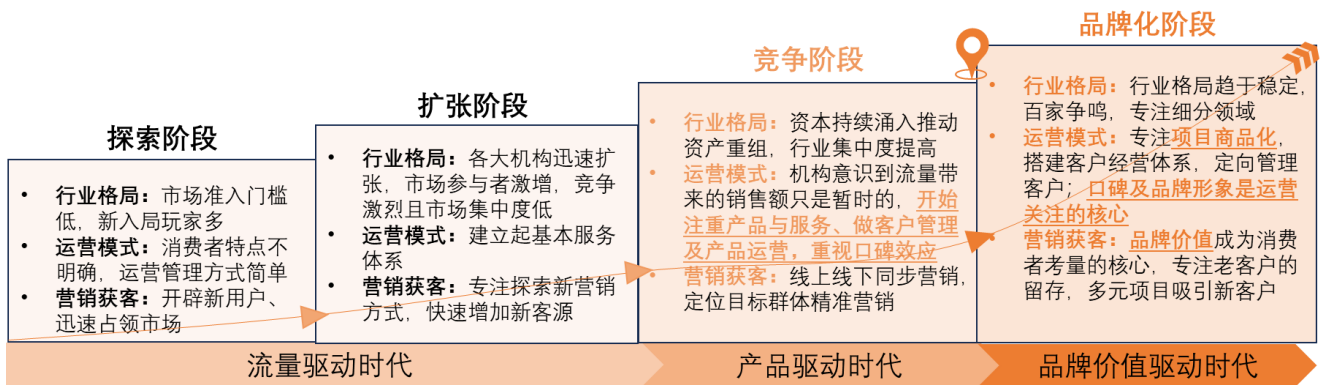 探索阶段
• 行业格局：市场准入门槛
低，新入局玩家多
• 运营模式：消费者特点不
明确，运营管理方式简单
• 营销获客：开辟新用户、
迅速占领市场
扩张阶段
• 行业格局：各大机构迅速扩
张，市场参与者激增，竞争
激烈且市场集中度低
• 运营模式：建立起基本服务
体系
• 营销获客：专注探索新营销
方式，快速增加新客源
竞争阶段
• 行业格局：资本持续涌入推动
资产重组，行业集中度提高
• 运营模式：机构意识到流量带
来的销售额只是暂时的，开始
注重产品与服务、做客户管理
及产品运营，重视口碑效应
• 营销获客：线上线下同步营销，
定位目标群体精准营销
品牌化阶段
• 行业格局：行业格局趋于稳定，
百家争鸣，专注细分领域
• 运营模式：专注项目商品化，
搭建客户经营体系，定向管理
客户；口碑及品牌形象是运营
关注的核心
• 营销获客：品牌价值成为消费
者考量的核心，专注老客户的
留存，多元项目吸引新客户
流量驱动时代
产品驱动时代
品牌价值驱动时代